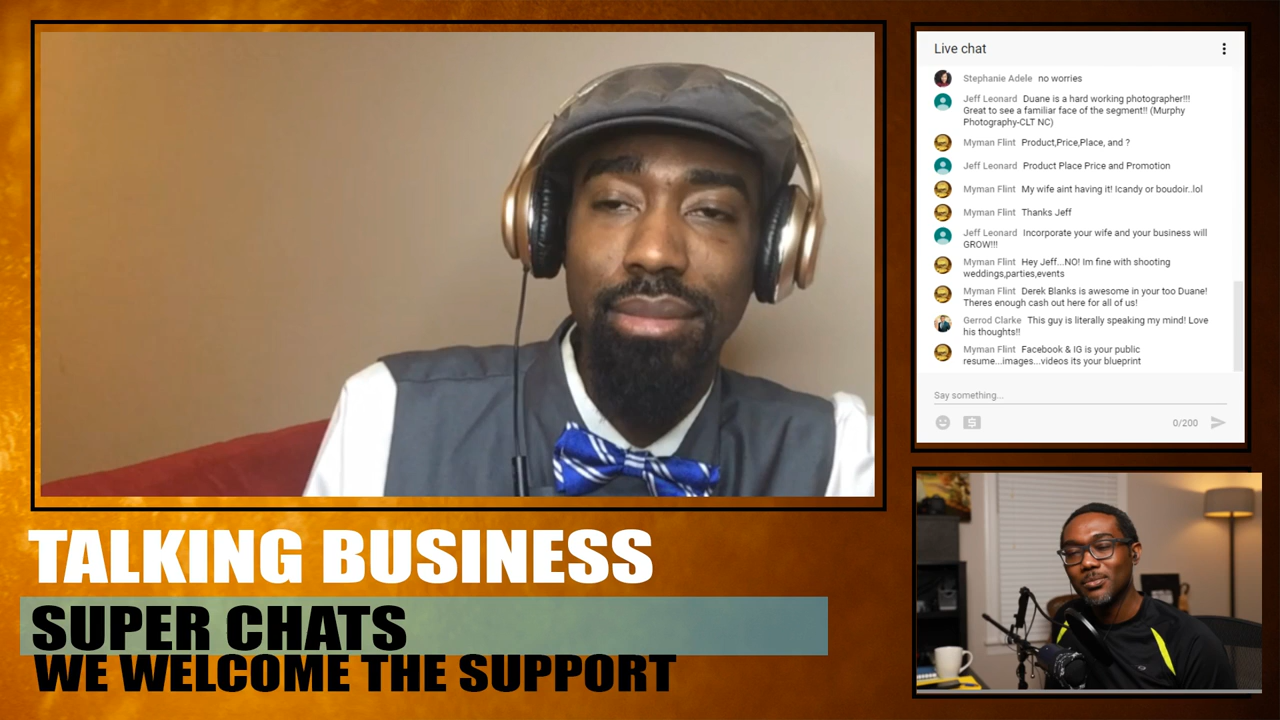 Live chat
Stephanie Adele no worries
Jeff Leonard Duane is a hard working photographer!!!
Great to see a familiar face of the segment!! (Murphy
Photography-CLT NC)
Myman Flint Product,Price,Place, and ?
Jeff Leonard Product Place Price and Promotion
Myman Flint My wife aint having it! Icandy or boudoir..lol
Myman Flint Thanks Jeff
Jeff Leonard Incorporate your wife and your business will
GROW!!!
Myman Flint Hey Jeff...NO! Im fine with shooting
weddings,parties,events
Myman Flint Derek Blanks is awesome in your too Duane!
Theres enough cash out here for all of us!
Gerrod Clarke This guy is literally speaking my mind! Love
his thoughts!!
Myman Flint Facebook & IG is your public
resume...images...videos its your blueprint
Say something...
0/200
TALKING BUSINESS
SUPER CHATS
WE WELCOME THE SUPPORT